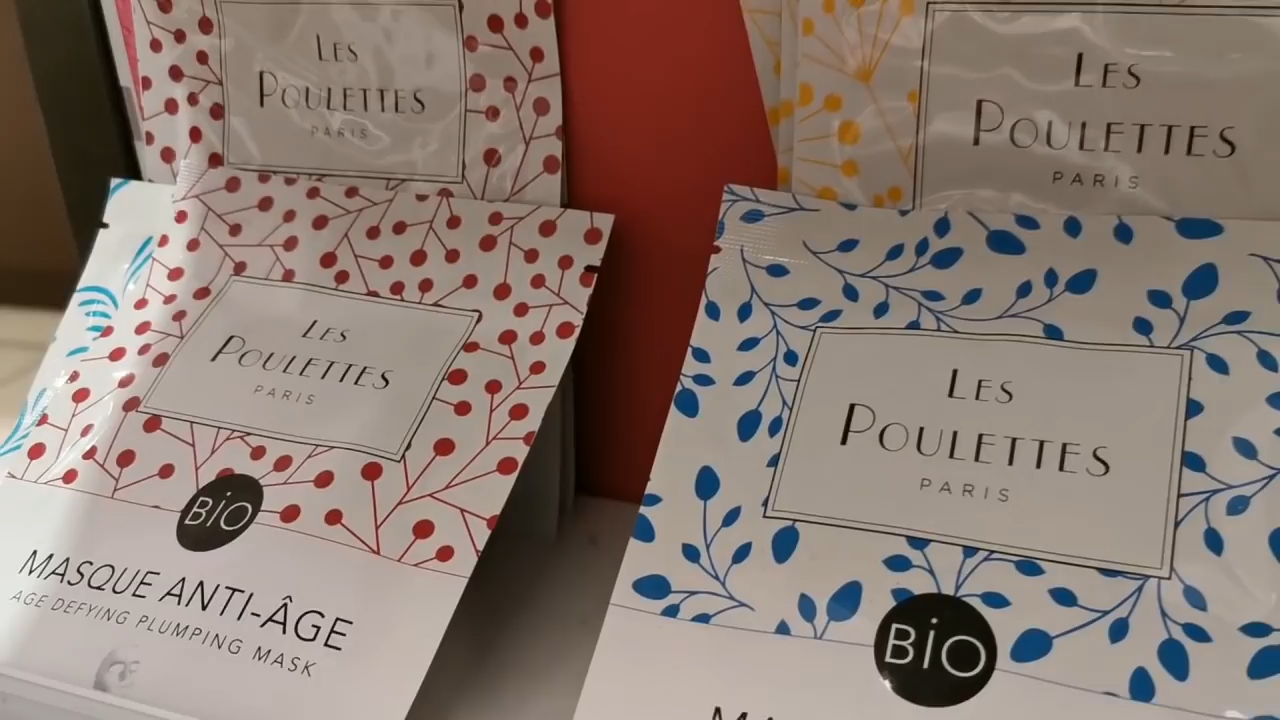 LES
POULETTES
PARIS
LES
POULETTES
PARIS
LES
POULETTES
PARIS
BIO
MASQUE ANTI-ÂGE
AGE DEFYING PLUMPING MASK
LES
POULETTES
PARIS
BIO